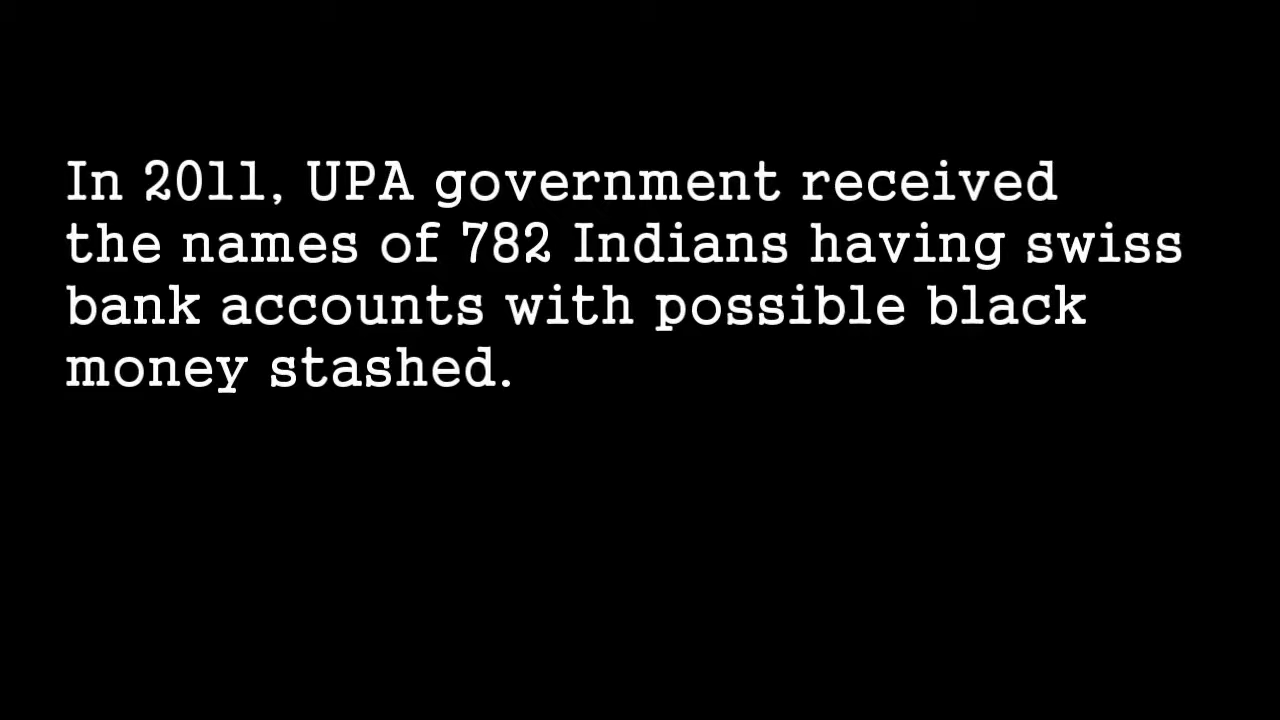 In 2011, UPA government received
the names of 782 Indians having swiss
bank accounts with possible black
money stashed.